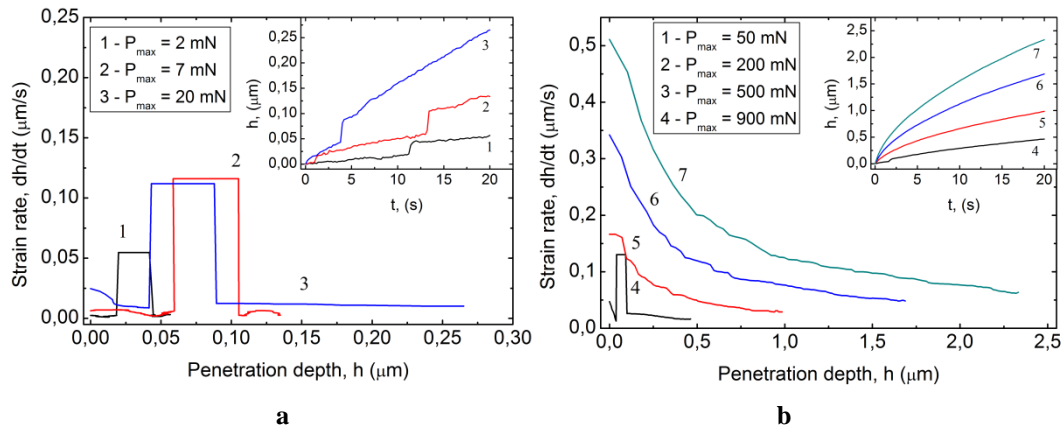 1 - P_max = 2 mN
2 - P_max = 7 mN
3 - P_max = 20 mN
Strain rate, dh/dt (μm/s)
0,25
0,20
0,15
0,10
0,05
0,00
0,00 0,05 0,10 0,15 0,20 0,25 0,30
Penetration depth, h (μm)
1
2
3
h, (μm)
0,25
0,20
0,15
0,10
0,05
0,00
0 5 10 15 20
t, (s)
3
2
1
a
1 - P_max = 50 mN
2 - P_max = 200 mN
3 - P_max = 500 mN
4 - P_max = 900 mN
Strain rate, dh/dt (μm/s)
0,5
0,4
0,3
0,2
0,1
0,0
0,0 0,5 1,0 1,5 2,0 2,5
Penetration depth, h (μm)
7
6
5
4
h, (μm)
2,5
2,0
1,5
1,0
0,5
0,0
0 5 10 15 20
t, (s)
7
6
5
4
b